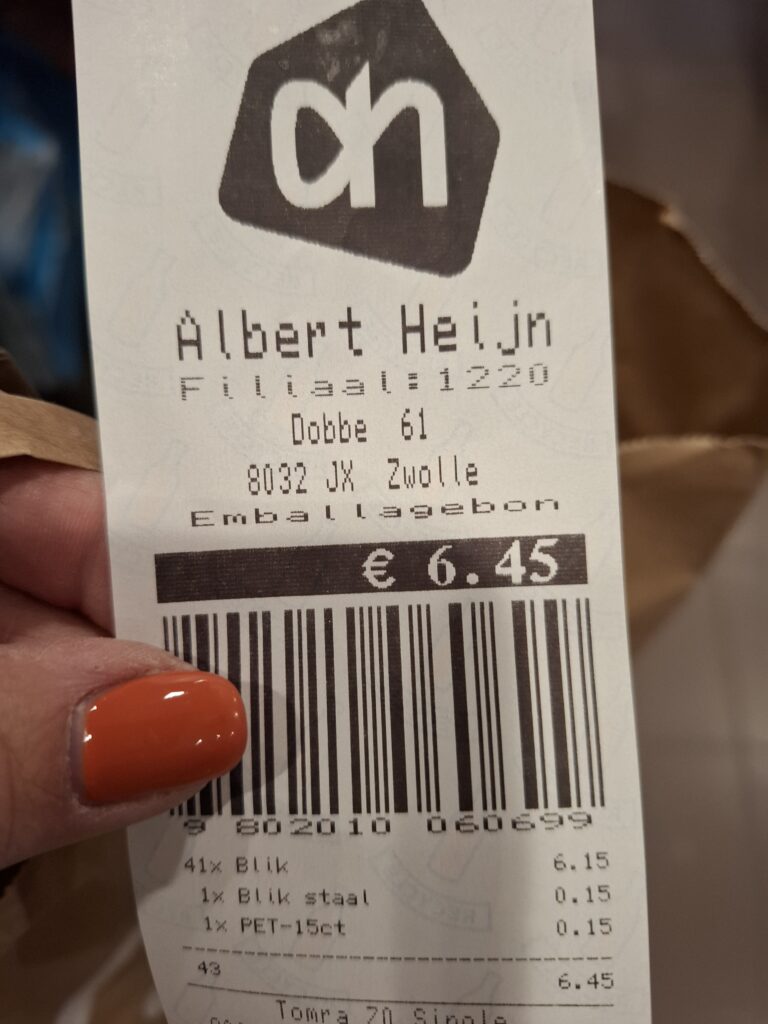 ah
Albert Heijn
Filiaal:1220
Dobbe 61
8032 JX Zwolle
Emballagebon
€ 6.45
9 802010 060699
41x Blik 6.15
1x Blik staal 0.15
1x PET-15ct 0.15
43 6.45
Tomra 70 Single